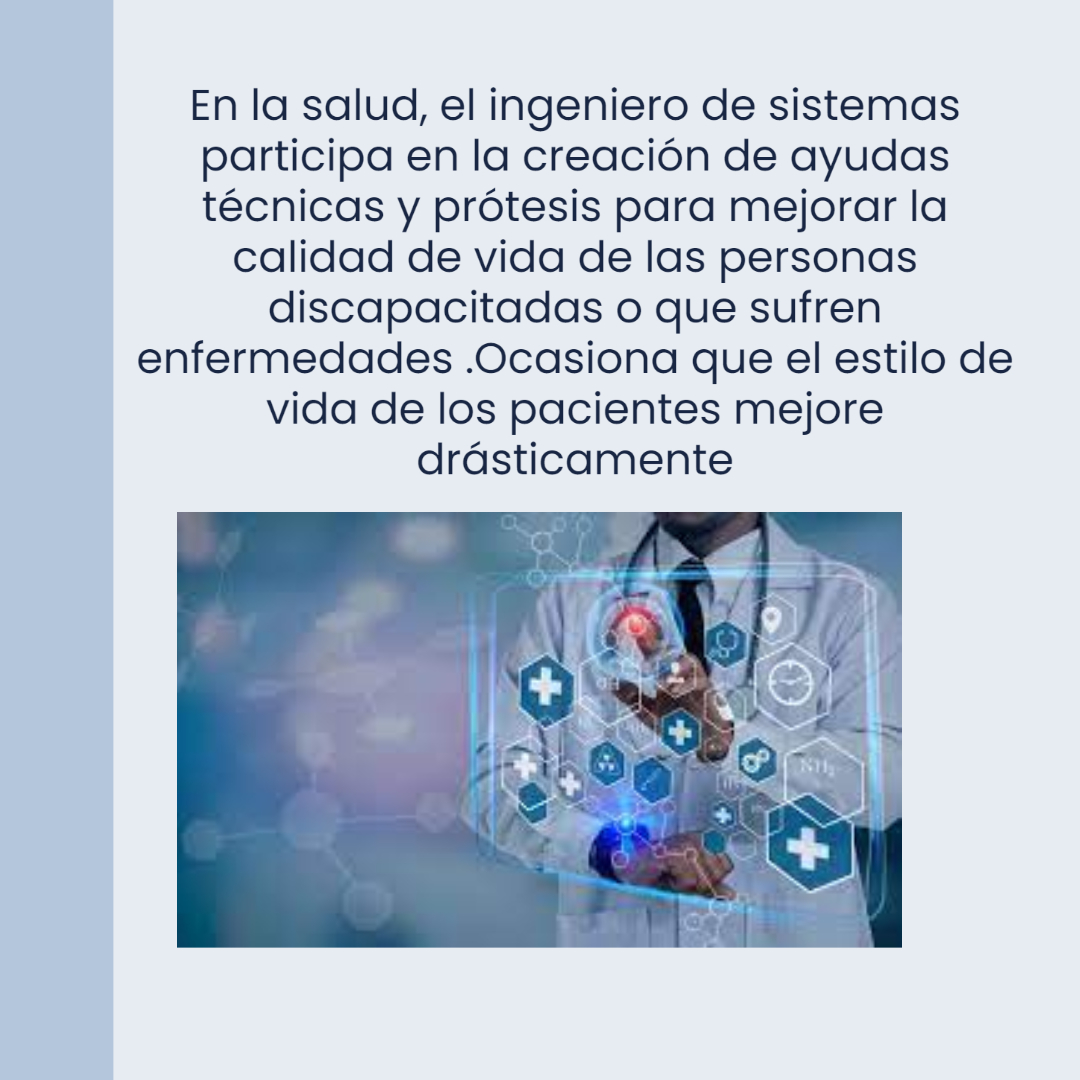 En la salud, el ingeniero de sistemas
participa en la creación de ayudas
técnicas y prótesis para mejorar la
calidad de vida de las personas
discapacitadas o que sufren
enfermedades .Ocasiona que el estilo de
vida de los pacientes mejore
drásticamente
NH₂